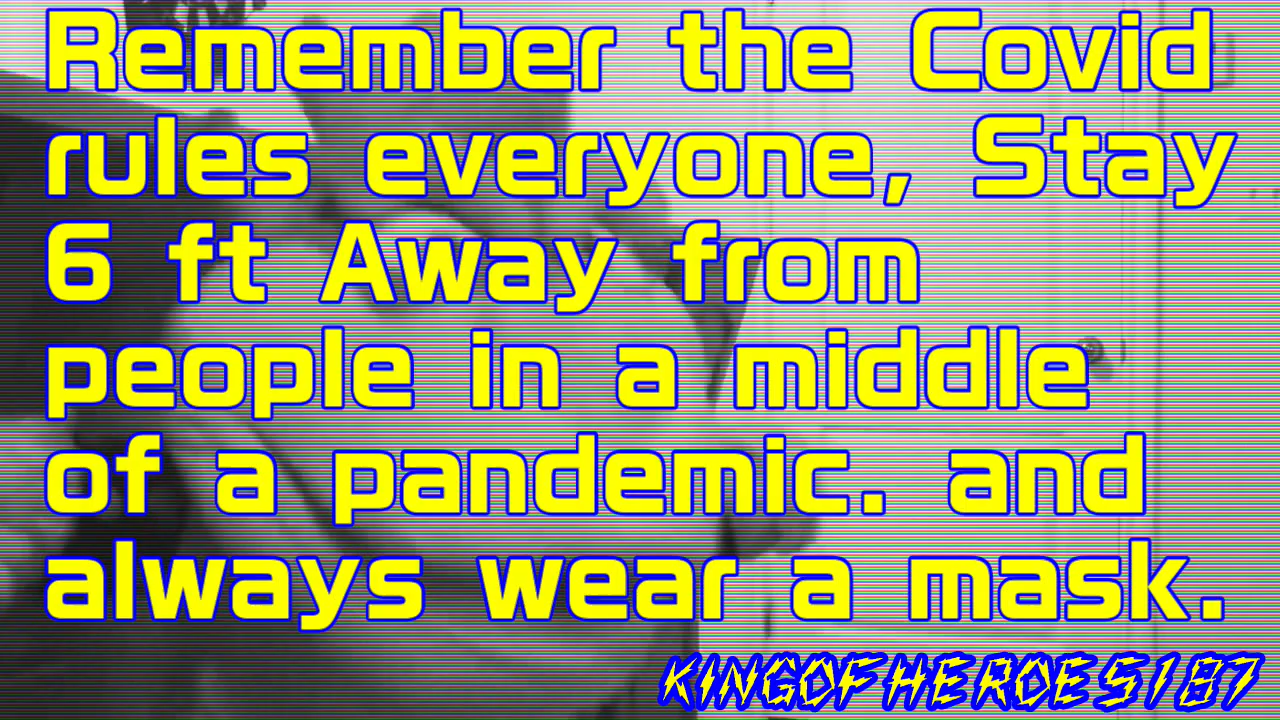 Remember the Covid
rules everyone, Stay
6 ft Away from
people in a middle
of a pandemic. and
always wear a mask.
KINGOFHEROES187